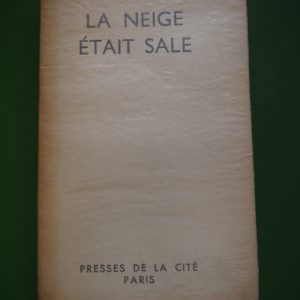 LA NEIGE
ÉTAIT SALE
PRESSES DE LA CITÉ
PARIS